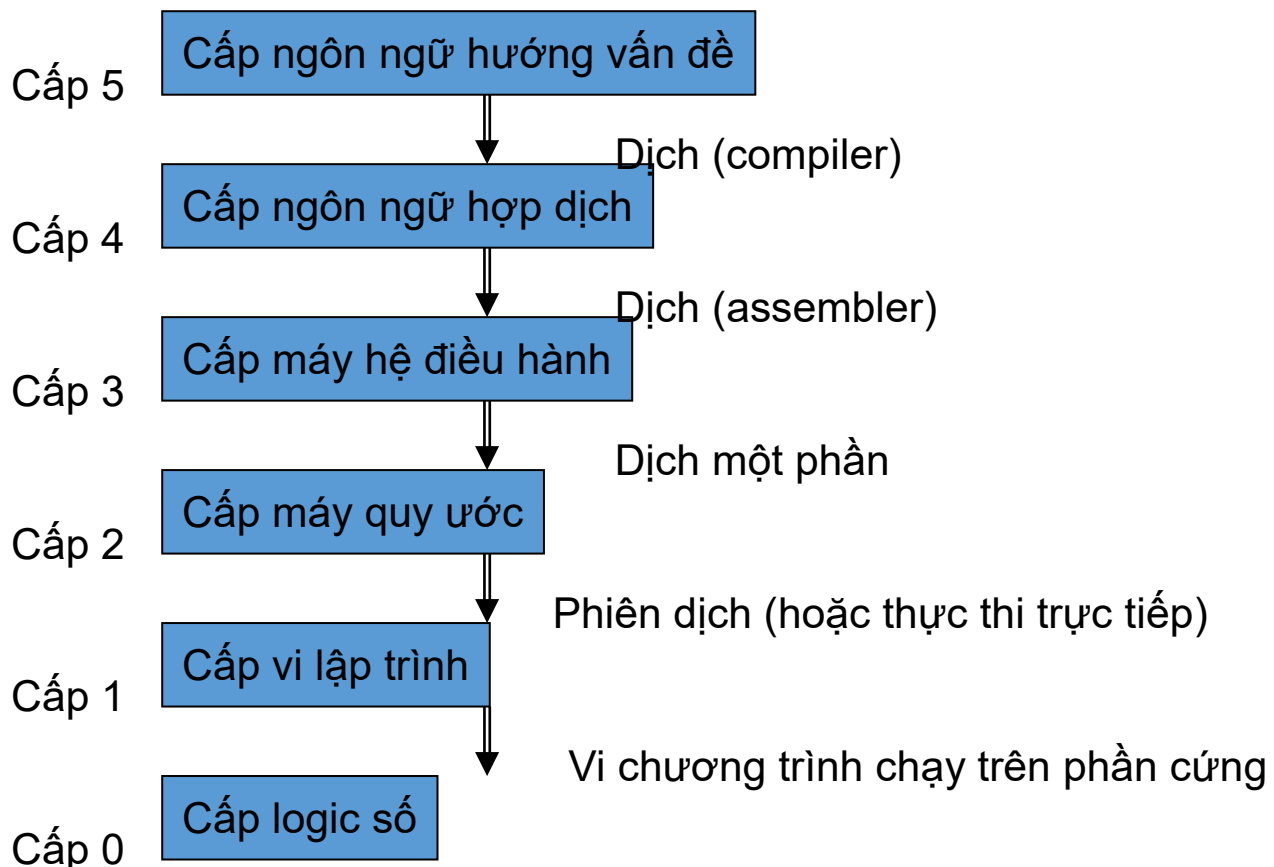 Cấp ngôn ngữ hướng vấn đề
Cấp 5
Dịch (compiler)
Cấp ngôn ngữ hợp dịch
Cấp 4
Dịch (assembler)
Cấp máy hệ điều hành
Cấp 3
Dịch một phần
Cấp máy quy ước
Cấp 2
Phiên dịch (hoặc thực thi trực tiếp)
Cấp vi lập trình
Cấp 1
Vi chương trình chạy trên phần cứng
Cấp logic số
Cấp 0